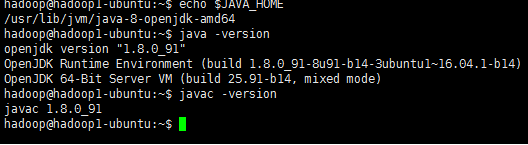 hadoop@hadoop1-ubuntu:~$ echo $JAVA_HOME
/usr/lib/jvm/java-8-openjdk-amd64
hadoop@hadoop1-ubuntu:~$ java -version
openjdk version "1.8.0_91"
OpenJDK Runtime Environment (build 1.8.0_91-8u91-b14-3ubuntu1~16.04.1-b14)
OpenJDK 64-Bit Server VM (build 25.91-b14, mixed mode)
hadoop@hadoop1-ubuntu:~$ javac -version
javac 1.8.0_91
hadoop@hadoop1-ubuntu:~$